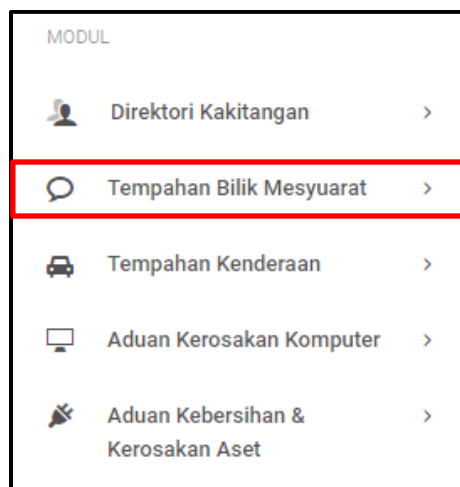 MODUL
Direktori Kakitangan
Tempahan Bilik Mesyuarat
Tempahan Kenderaan
Aduan Kerosakan Komputer
Aduan Kebersihan &
Kerosakan Aset